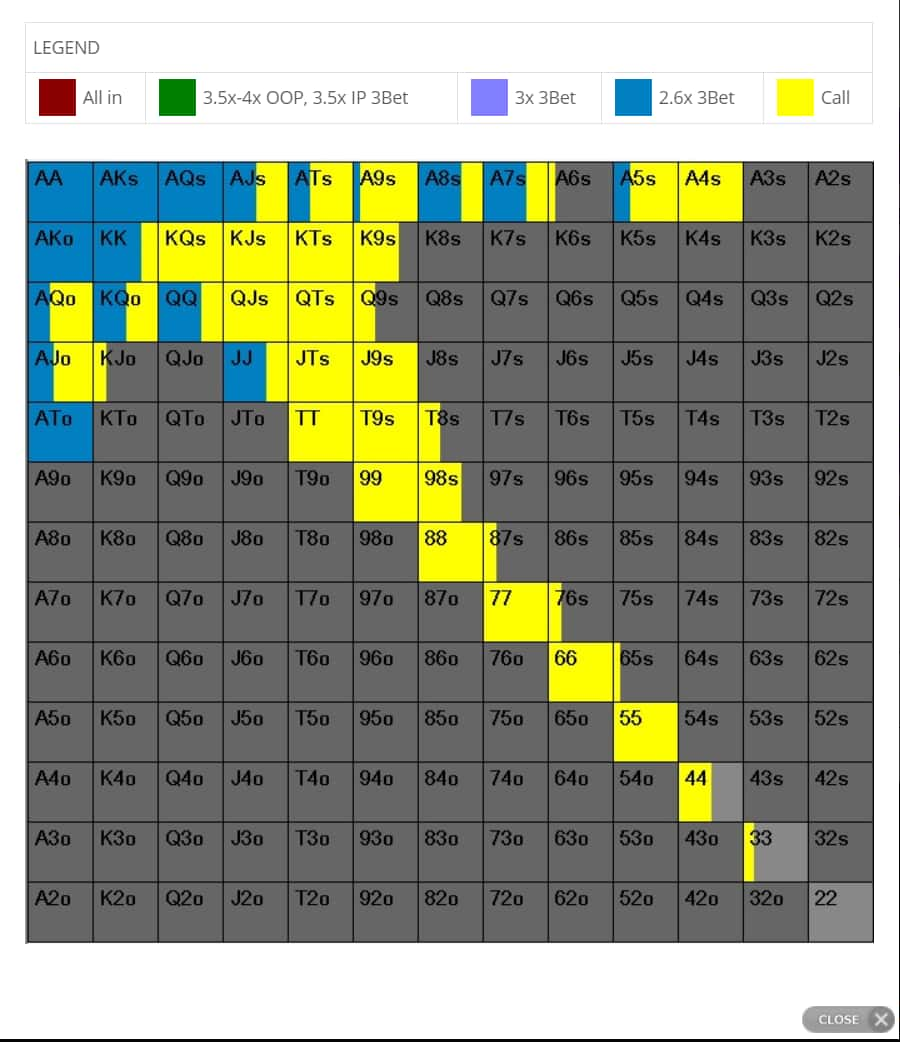 LEGEND
All in 3.5x-4x OOP, 3.5x IP 3Bet 3x 3Bet 2.6x 3Bet Call
AA AKs AQs AJs ATs A9s A8s A7s A6s A5s A4s A3s A2s
AKo KK KQs KJs KTs K9s K8s K7s K6s K5s K4s K3s K2s
AQo KQo QQ QJs QTs Q9s Q8s Q7s Q6s Q5s Q4s Q3s Q2s
AJo KJo QJo JJ JTs J9s J8s J7s J6s J5s J4s J3s J2s
ATo KTo QTo JTo TT T9s T8s T7s T6s T5s T4s T3s T2s
A9o K9o Q9o J9o T9o 99 98s 97s 96s 95s 94s 93s 92s
A8o K8o Q8o J8o T8o 98o 88 87s 86s 85s 84s 83s 82s
A7o K7o Q7o J7o T7o 97o 87o 77 76s 75s 74s 73s 72s
A6o K6o Q6o J6o T6o 96o 86o 76o 66 65s 64s 63s 62s
A5o K5o Q5o J5o T5o 95o 85o 75o 65o 55 54s 53s 52s
A4o K4o Q4o J4o T4o 94o 84o 74o 64o 54o 44 43s 42s
A3o K3o Q3o J3o T3o 93o 83o 73o 63o 53o 43o 33 32s
A2o K2o Q2o J2o T2o 92o 82o 72o 62o 52o 42o 32o 22
CLOSE